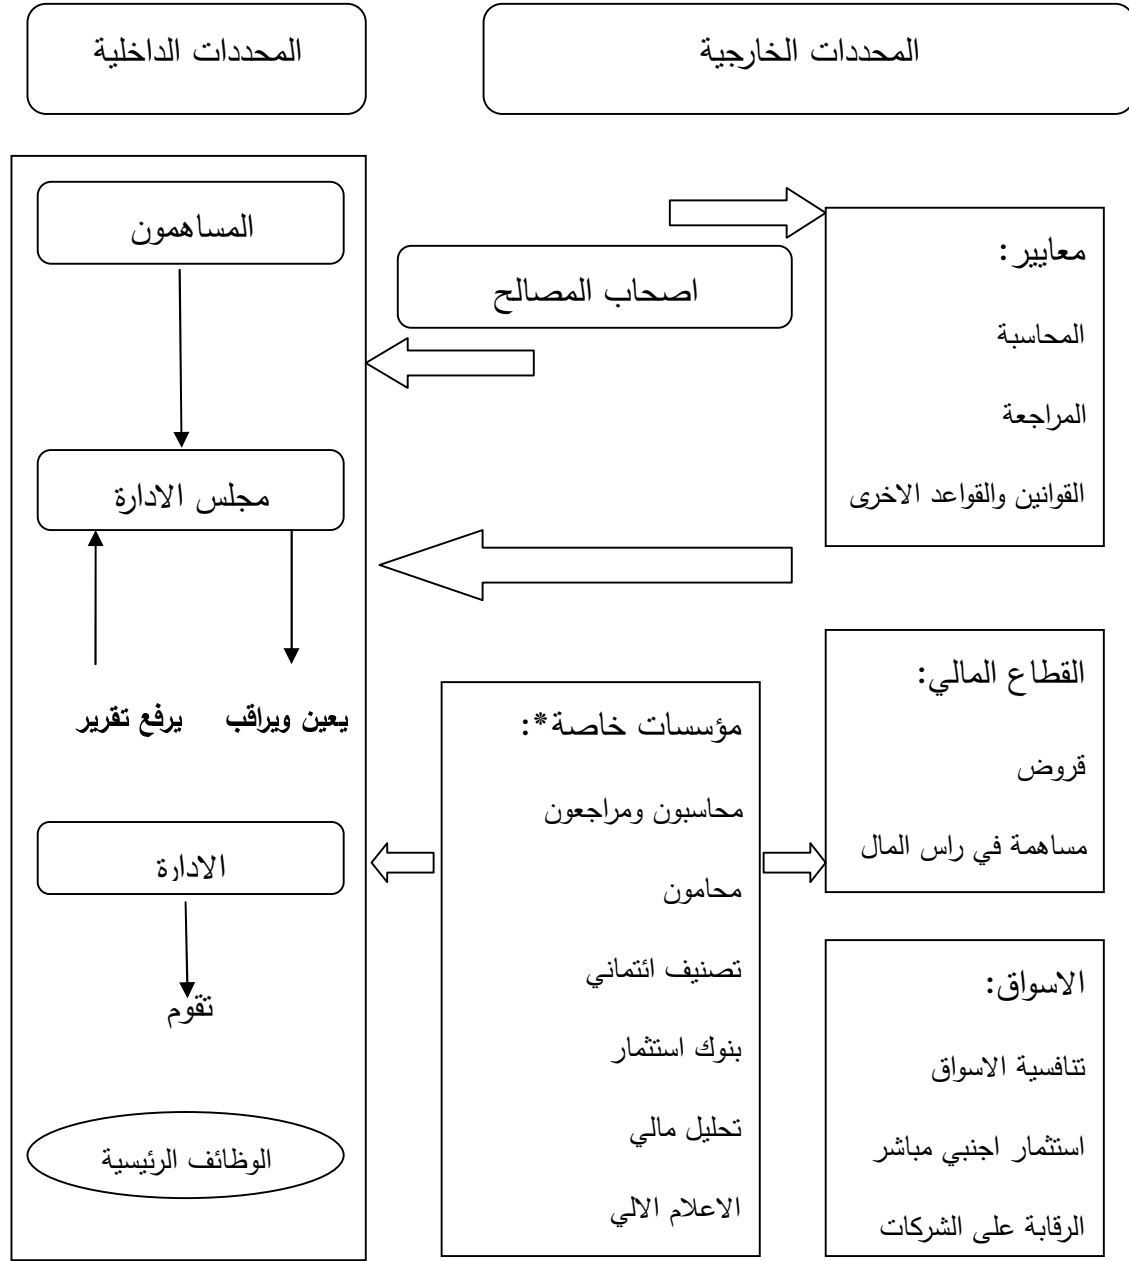 المحددات الخارجية
المحددات الداخلية
المساهمون
اصحاب المصالح
معايير:
المحاسبة
المراجعة
القوانين والقواعد الاخرى
مجلس الادارة
يعين ويراقب
يرفع تقرير
القطاع المالي:
قروض
مساهمة في راس المال
مؤسسات خاصة*:
محاسبون ومراجعون
محامون
تصنيف ائتماني
بنوك استثمار
تحليل مالي
الاعلام الالي
الادارة
تقوم
الوظائف الرئيسية
الاسواق:
تنافسية الاسواق
استثمار اجنبي مباشر
الرقابة على الشركات